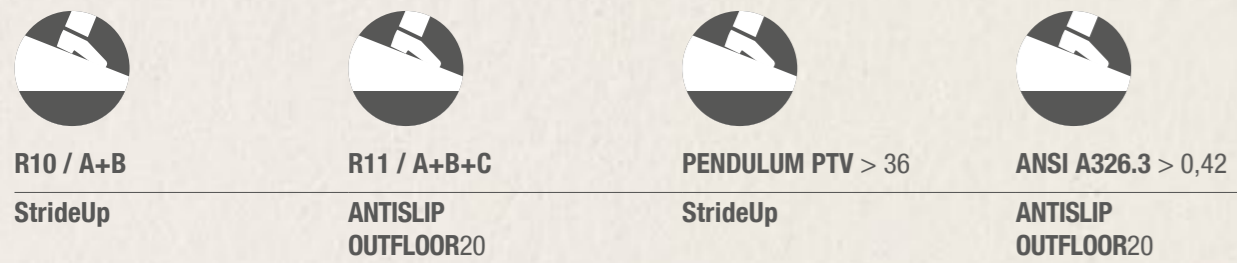 R10 / A+B
R11 / A+B+C
PENDULUM PTV > 36
ANSI A326.3 > 0,42
StrideUp
ANTISLIP
OUTFLOOR20
StrideUp
ANTISLIP
OUTFLOOR20